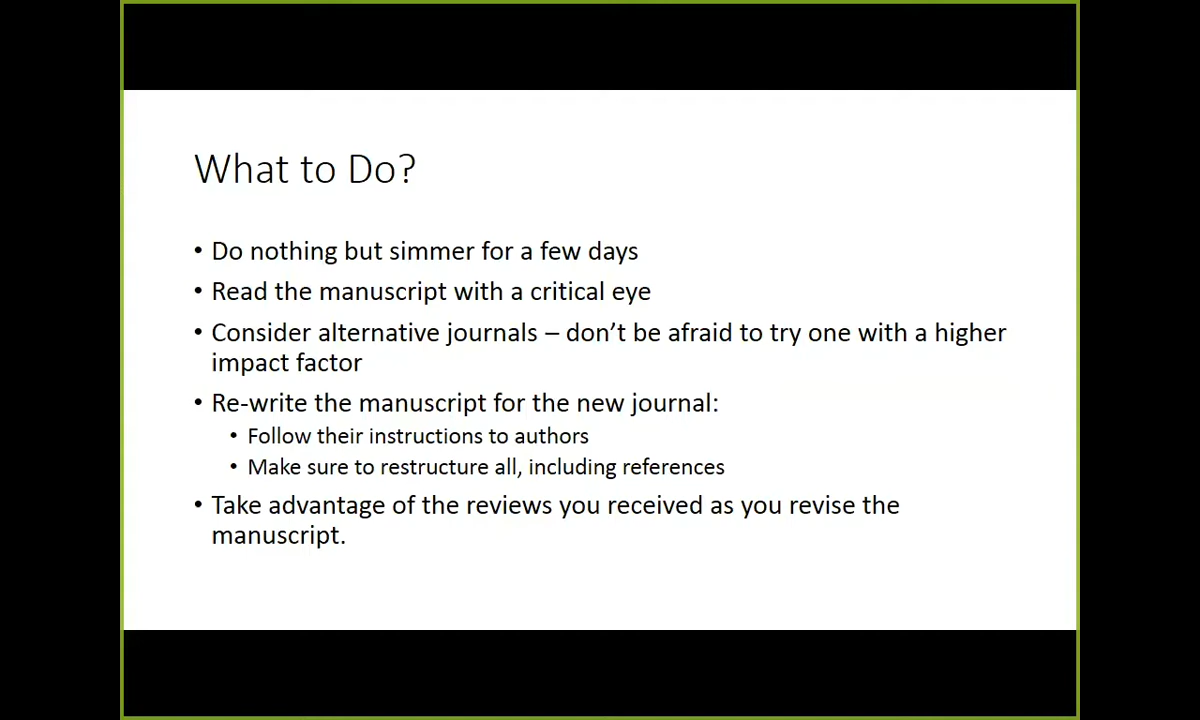 What to Do?
• Do nothing but simmer for a few days
• Read the manuscript with a critical eye
• Consider alternative journals – don’t be afraid to try one with a higher
impact factor
• Re-write the manuscript for the new journal:
• Follow their instructions to authors
• Make sure to restructure all, including references
• Take advantage of the reviews you received as you revise the
manuscript.